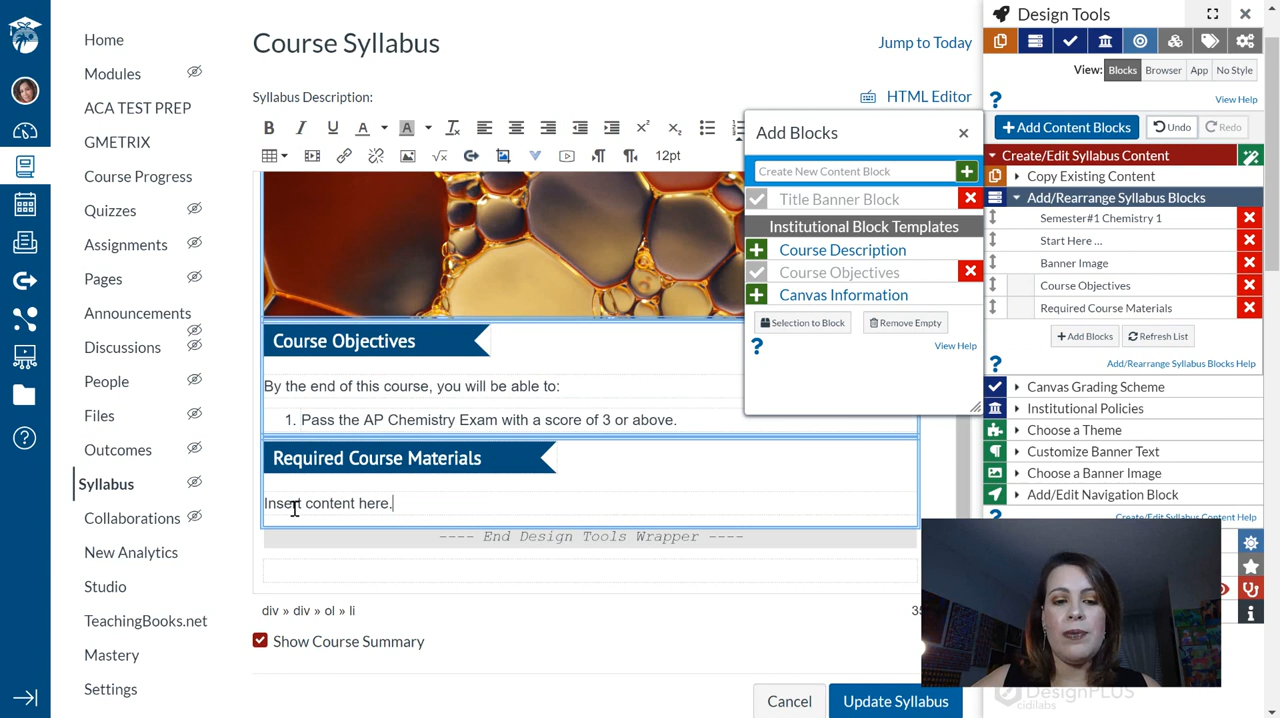 Home
Modules
ACA TEST PREP
GMETRIX
Course Progress
Quizzes
Assignments
Pages
Announcements
Discussions
People
Files
Outcomes
Syllabus
Collaborations
New Analytics
Studio
TeachingBooks.net
Mastery
Settings
Course Syllabus
Jump to Today
Syllabus Description:
HTML Editor
B I U A A
12pt
Course Objectives
By the end of this course, you will be able to:
1. Pass the AP Chemistry Exam with a score of 3 or above.
Required Course Materials
Insert content here.
---- End Design Tools Wrapper ----
div » div » ol » li
35
Show Course Summary
Cancel
Update Syllabus
Add Blocks
Create New Content Block
Title Banner Block
Institutional Block Templates
Course Description
Course Objectives
Canvas Information
Selection to Block
Remove Empty
View Help
Design Tools
View: Blocks Browser App No Style
View Help
Add Content Blocks
Undo
Redo
Create/Edit Syllabus Content
Copy Existing Content
Add/Rearrange Syllabus Blocks
Semester#1 Chemistry 1
Start Here ...
Banner Image
Course Objectives
Required Course Materials
Add Blocks
Refresh List
Add/Rearrange Syllabus Blocks Help
Canvas Grading Scheme
Institutional Policies
Choose a Theme
Customize Banner Text
Choose a Banner Image
Add/Edit Navigation Block
Create/Edit Syllabus Content Help
DesignPLUS
cidilabs